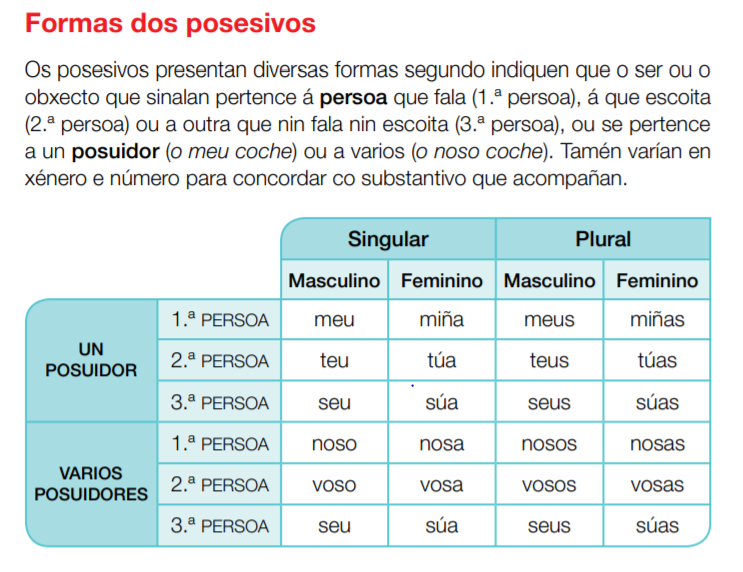 Formas dos posesivos
Os posesivos presentan diversas formas segundo indiquen que o ser ou o
obxecto que sinalan pertence á persoa que fala (1.ª persoa), á que escoita
(2.ª persoa) ou a outra que nin fala nin escoita (3.ª persoa), ou se pertence
a un posuidor (o meu coche) ou a varios (o noso coche). Tamén varían en
xénero e número para concordar co substantivo que acompañan.
Singular Plural
Masculino Feminino Masculino Feminino
UN POSUIDOR
1.ª PERSOA meu miña meus miñas
2.ª PERSOA teu túa teus túas
3.ª PERSOA seu súa seus súas
VARIOS POSUIDORES
1.ª PERSOA noso nosa nosos nosas
2.ª PERSOA voso vosa vosos vosas
3.ª PERSOA seu súa seus súas